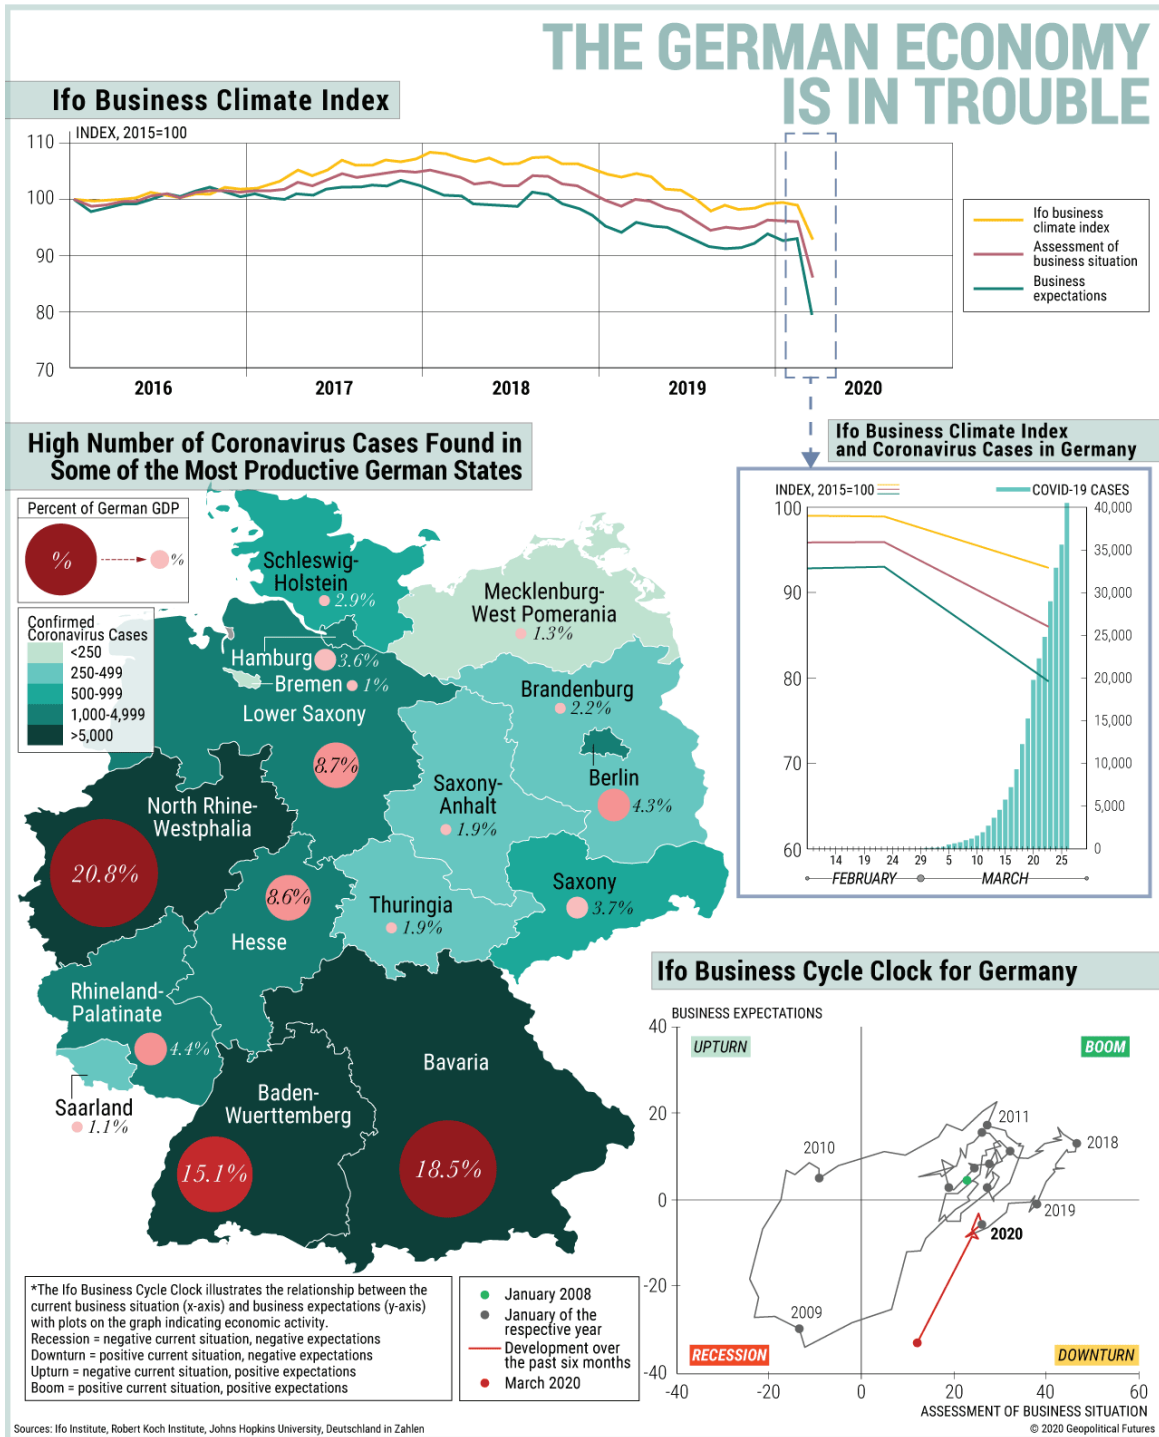 THE GERMAN ECONOMY
IS IN TROUBLE
Ifo Business Climate Index
INDEX, 2015=100
110
100
90
80
70
2016
2017
2018
2019
2020
Ifo business
climate index
Assessment of
business situation
Business
expectations
High Number of Coronavirus Cases Found in
Some of the Most Productive German States
Percent of German GDP
%
%
Confirmed
Coronavirus Cases
<250
250-499
500-999
1,000-4,999
>5,000
Schleswig-
Holstein
2.9%
Mecklenburg-
West Pomerania
1.3%
Hamburg
3.6%
Bremen
1%
Lower Saxony
8.7%
Brandenburg
2.2%
Berlin
4.3%
Saxony-
Anhalt
1.9%
North Rhine-
Westphalia
20.8%
Hesse
8.6%
Thuringia
1.9%
Saxony
3.7%
Rhineland-
Palatinate
4.4%
Saarland
1.1%
Baden-
Wuerttemberg
15.1%
Bavaria
18.5%
Ifo Business Climate Index
and Coronavirus Cases in Germany
INDEX, 2015=100
COVID-19 CASES
100
90
80
70
60
40,000
35,000
30,000
25,000
20,000
15,000
10,000
5,000
0
14 19 24 29 5 10 15 20 25
FEBRUARY
MARCH
Ifo Business Cycle Clock for Germany
BUSINESS EXPECTATIONS
40
20
0
-20
-40
UPTURN
BOOM
RECESSION
DOWNTURN
2011
2018
2010
2019
2020
2009
-40 -20 0 20 40 60
ASSESSMENT OF BUSINESS SITUATION
*The Ifo Business Cycle Clock illustrates the relationship between the
current business situation (x-axis) and business expectations (y-axis)
with plots on the graph indicating economic activity.
Recession = negative current situation, negative expectations
Downturn = positive current situation, negative expectations
Upturn = negative current situation, positive expectations
Boom = positive current situation, positive expectations
January 2008
January of the
respective year
Development over
the past six months
March 2020
Sources: Ifo Institute, Robert Koch Institute, Johns Hopkins University, Deutschland in Zahlen
© 2020 Geopolitical Futures